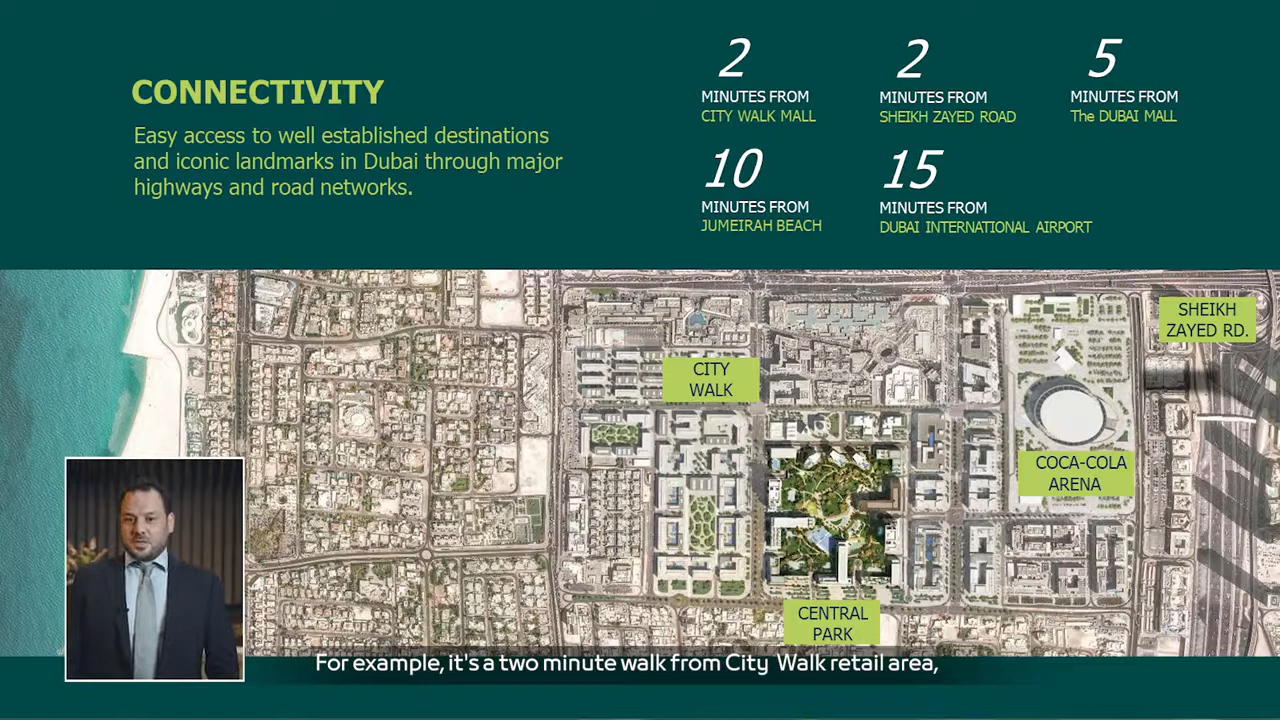 CONNECTIVITY
Easy access to well established destinations
and iconic landmarks in Dubai through major
highways and road networks.
2
MINUTES FROM
CITY WALK MALL
2
MINUTES FROM
SHEIKH ZAYED ROAD
5
MINUTES FROM
The DUBAI MALL
10
MINUTES FROM
JUMEIRAH BEACH
15
MINUTES FROM
DUBAI INTERNATIONAL AIRPORT
SHEIKH
ZAYED RD.
CITY
WALK
COCA-COLA
ARENA
CENTRAL
PARK
For example, it's a two minute walk from City Walk retail area,